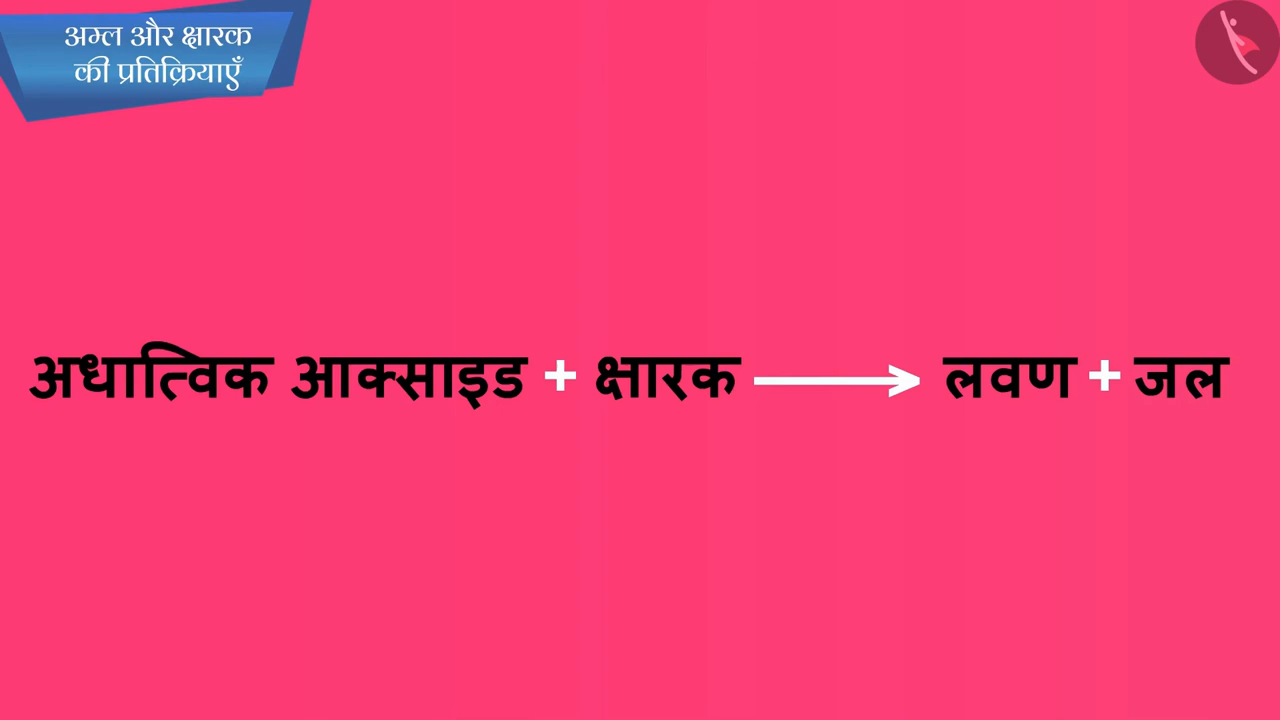 अम्ल और क्षारक
की प्रतिक्रियाएँ
अधात्विक आक्साइड + क्षारक ⟶ लवण + जल